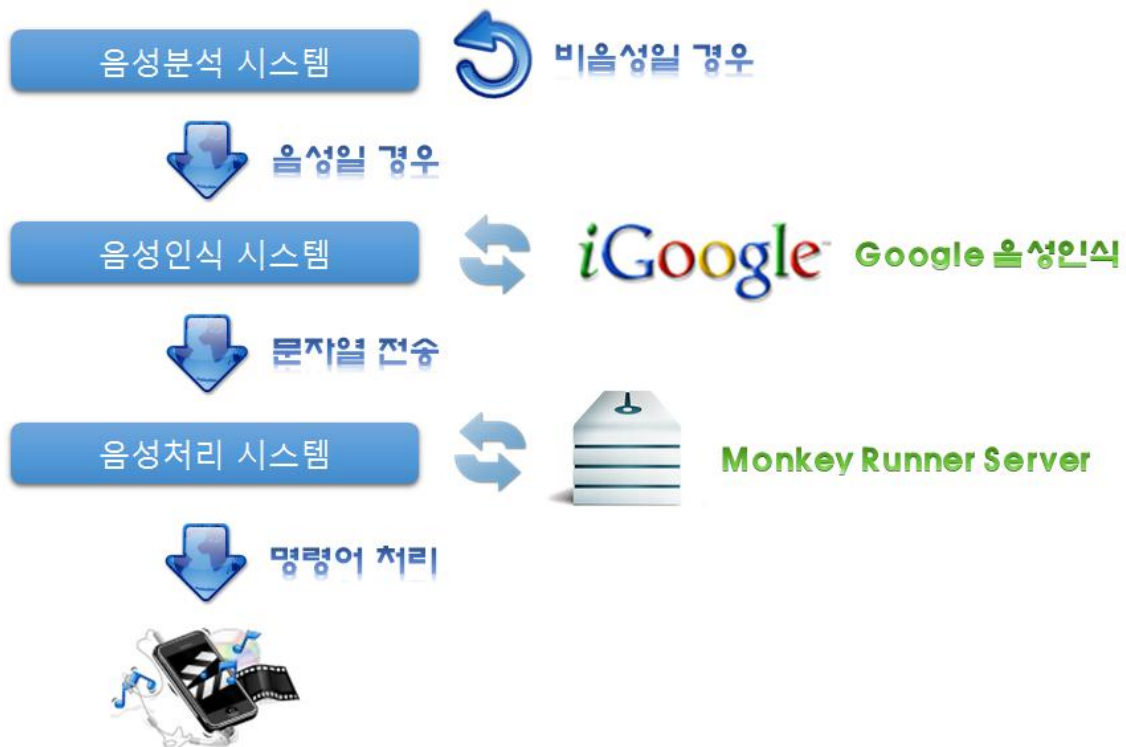 음성분석 시스템
비음성일 경우
음성일 경우
음성인식 시스템
iGoogle™
Google 음성인식
문자열 전송
음성처리 시스템
Monkey Runner Server
명령어 처리